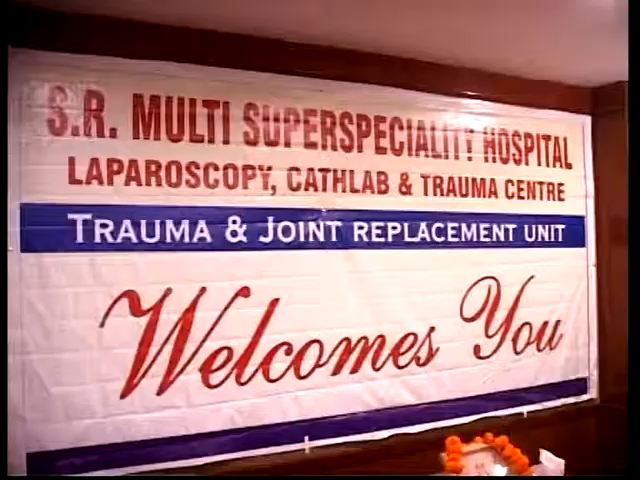 S.R. MULTI SUPERSPECIALITY HOSPITAL
LAPAROSCOPY, CATHLAB & TRAUMA CENTRE
TRAUMA & JOINT REPLACEMENT UNIT
Welcomes You